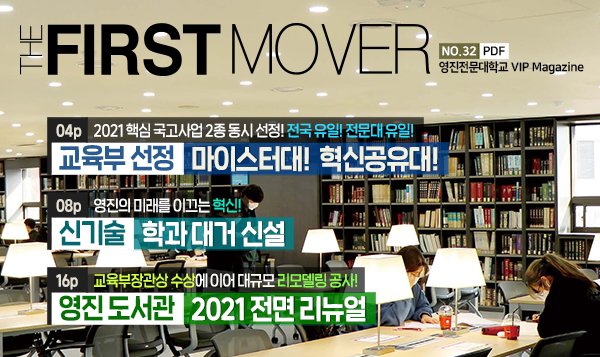 THE FIRST MOVER
NO.32 PDF
영진전문대학교 VIP Magazine
04p 2021 핵심 국고사업 2종 동시 선정! 전국 유일! 전문대 유일!
교육부 선정 마이스터대! 혁신공유대!
08p 영진의 미래를 이끄는 혁신!
신기술 학과 대거 신설
16p 교육부장관상 수상에 이어 대규모 리모델링 공사!
영진 도서관 2021 전면 리뉴얼